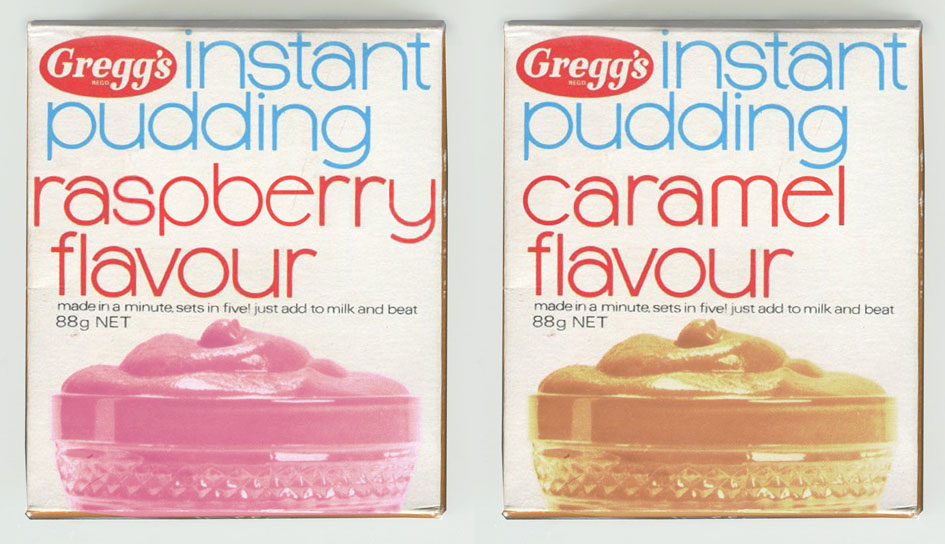 Gregg's
REGD
instant
pudding
raspberry
flavour
made in a minute, sets in five! just add to milk and beat
88g NET
Gregg's
REGD
instant
pudding
caramel
flavour
made in a minute, sets in five! just add to milk and beat
88g NET